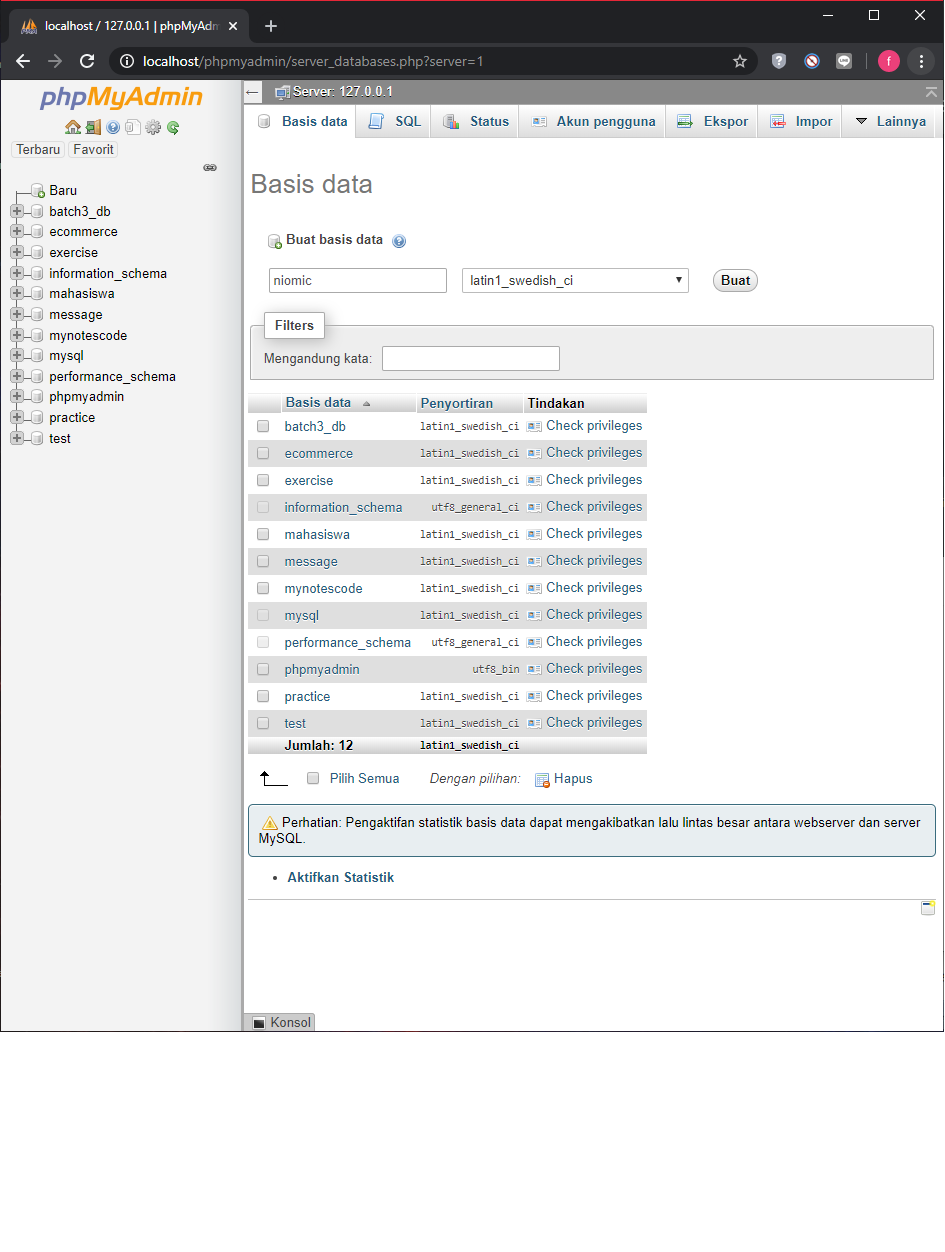 localhost / 127.0.0.1 | phpMyAdm
localhost/phpmyadmin/server_databases.php?server=1
f
phpMyAdmin
Terbaru Favorit
Baru
batch3_db
ecommerce
exercise
information_schema
mahasiswa
message
mynotescode
mysql
performance_schema
phpmyadmin
practice
test
Server: 127.0.0.1
Basis data SQL Status Akun pengguna Ekspor Impor Lainnya
Basis data
Buat basis data
niomic latin1_swedish_ci Buat
Filters
Mengandung kata:
Basis data Penyortiran Tindakan
batch3_db latin1_swedish_ci Check privileges
ecommerce latin1_swedish_ci Check privileges
exercise latin1_swedish_ci Check privileges
information_schema utf8_general_ci Check privileges
mahasiswa latin1_swedish_ci Check privileges
message latin1_swedish_ci Check privileges
mynotescode latin1_swedish_ci Check privileges
mysql latin1_swedish_ci Check privileges
performance_schema utf8_general_ci Check privileges
phpmyadmin utf8_bin Check privileges
practice latin1_swedish_ci Check privileges
test latin1_swedish_ci Check privileges
Jumlah: 12 latin1_swedish_ci
Pilih Semua Dengan pilihan: Hapus
Perhatian: Pengaktifan statistik basis data dapat mengakibatkan lalu lintas besar antara webserver dan server
MySQL.
• Aktifkan Statistik
Konsol